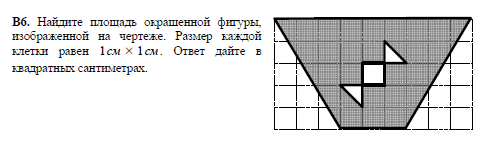 В6. Найдите площадь окрашенной фигуры,
изображенной на чертеже. Размер каждой
клетки равен 1см × 1см. Ответ дайте в
квадратных сантиметрах.